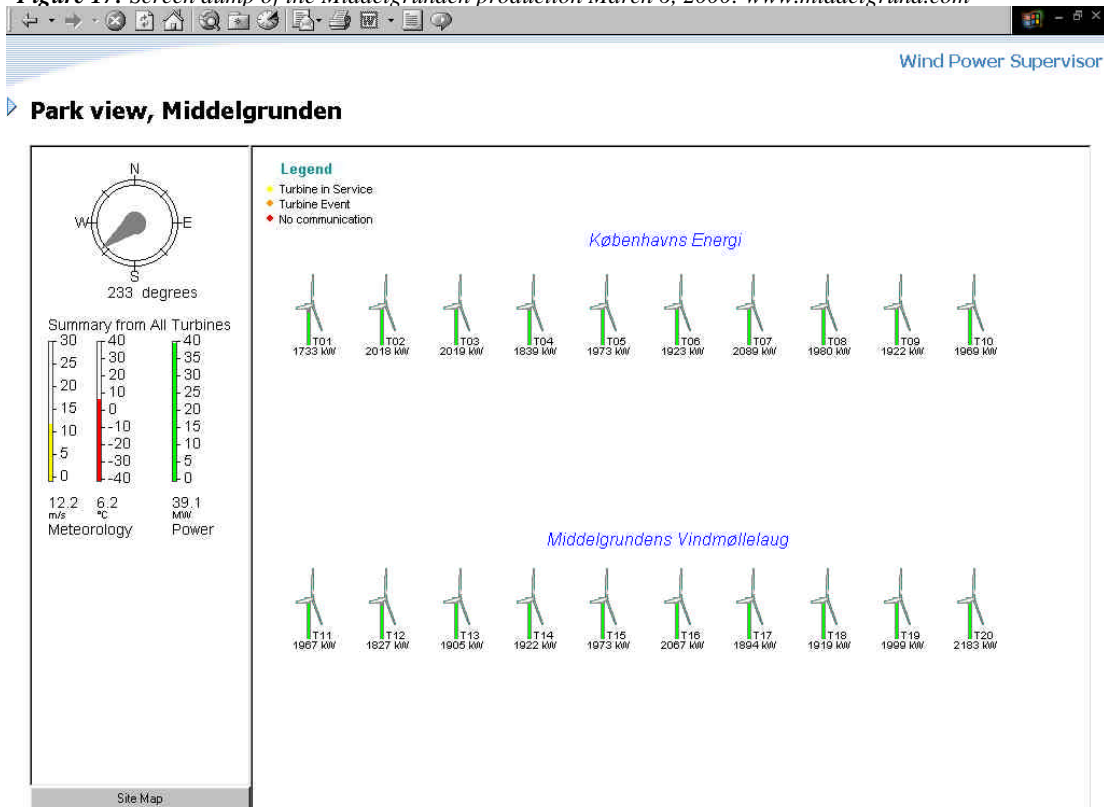 Figure 17. Screen dump of the Middelgrunden production March 6, 2000. www.middelgrund.com
Wind Power Supervisor
Park view, Middelgrunden
N
W
E
S
233 degrees
Summary from All Turbines
30 40 40
25 30 35
20 20 30
15 10 25
10 0 20
5 -10 15
0 -20 10
-30 5
-40 0
12.2 6.2 39.1
m/s °C MW
Meteorology Power
Site Map
Legend
Turbine in Service
Turbine Event
No communication
Københavns Energi
T01 T02 T03 T04 T05 T06 T07 T08 T09 T10
1733 kW 2018 kW 2019 kW 1839 kW 1973 kW 1923 kW 2089 kW 1980 kW 1922 kW 1969 kW
Middelgrundens Vindmøllelaug
T11 T12 T13 T14 T15 T16 T17 T18 T19 T20
1967 kW 1827 kW 1905 kW 1922 kW 1973 kW 2067 kW 1894 kW 1919 kW 1999 kW 2183 kW